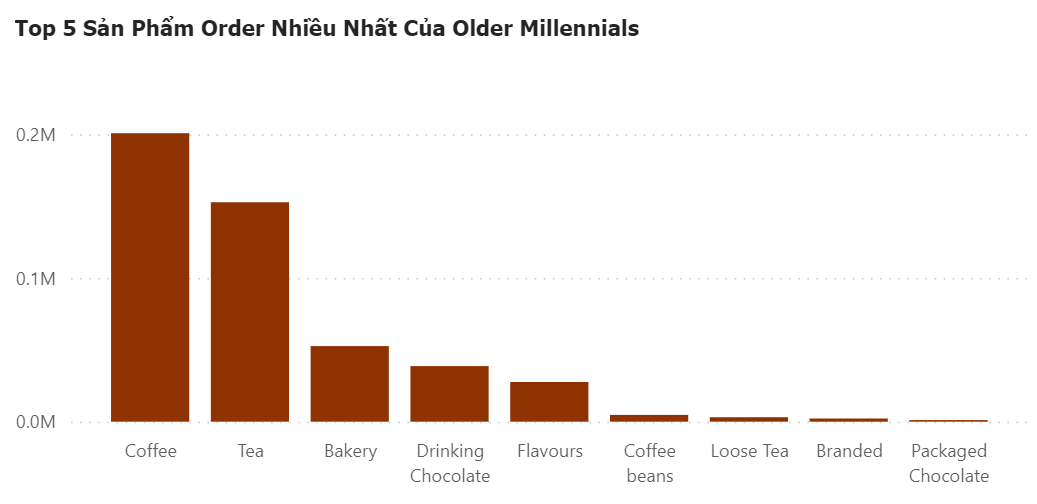 Top 5 Sản Phẩm Order Nhiều Nhất Của Older Millennials
0.2M
0.1M
0.0M
Coffee
Tea
Bakery
Drinking
Chocolate
Flavours
Coffee
beans
Loose Tea
Branded
Packaged
Chocolate